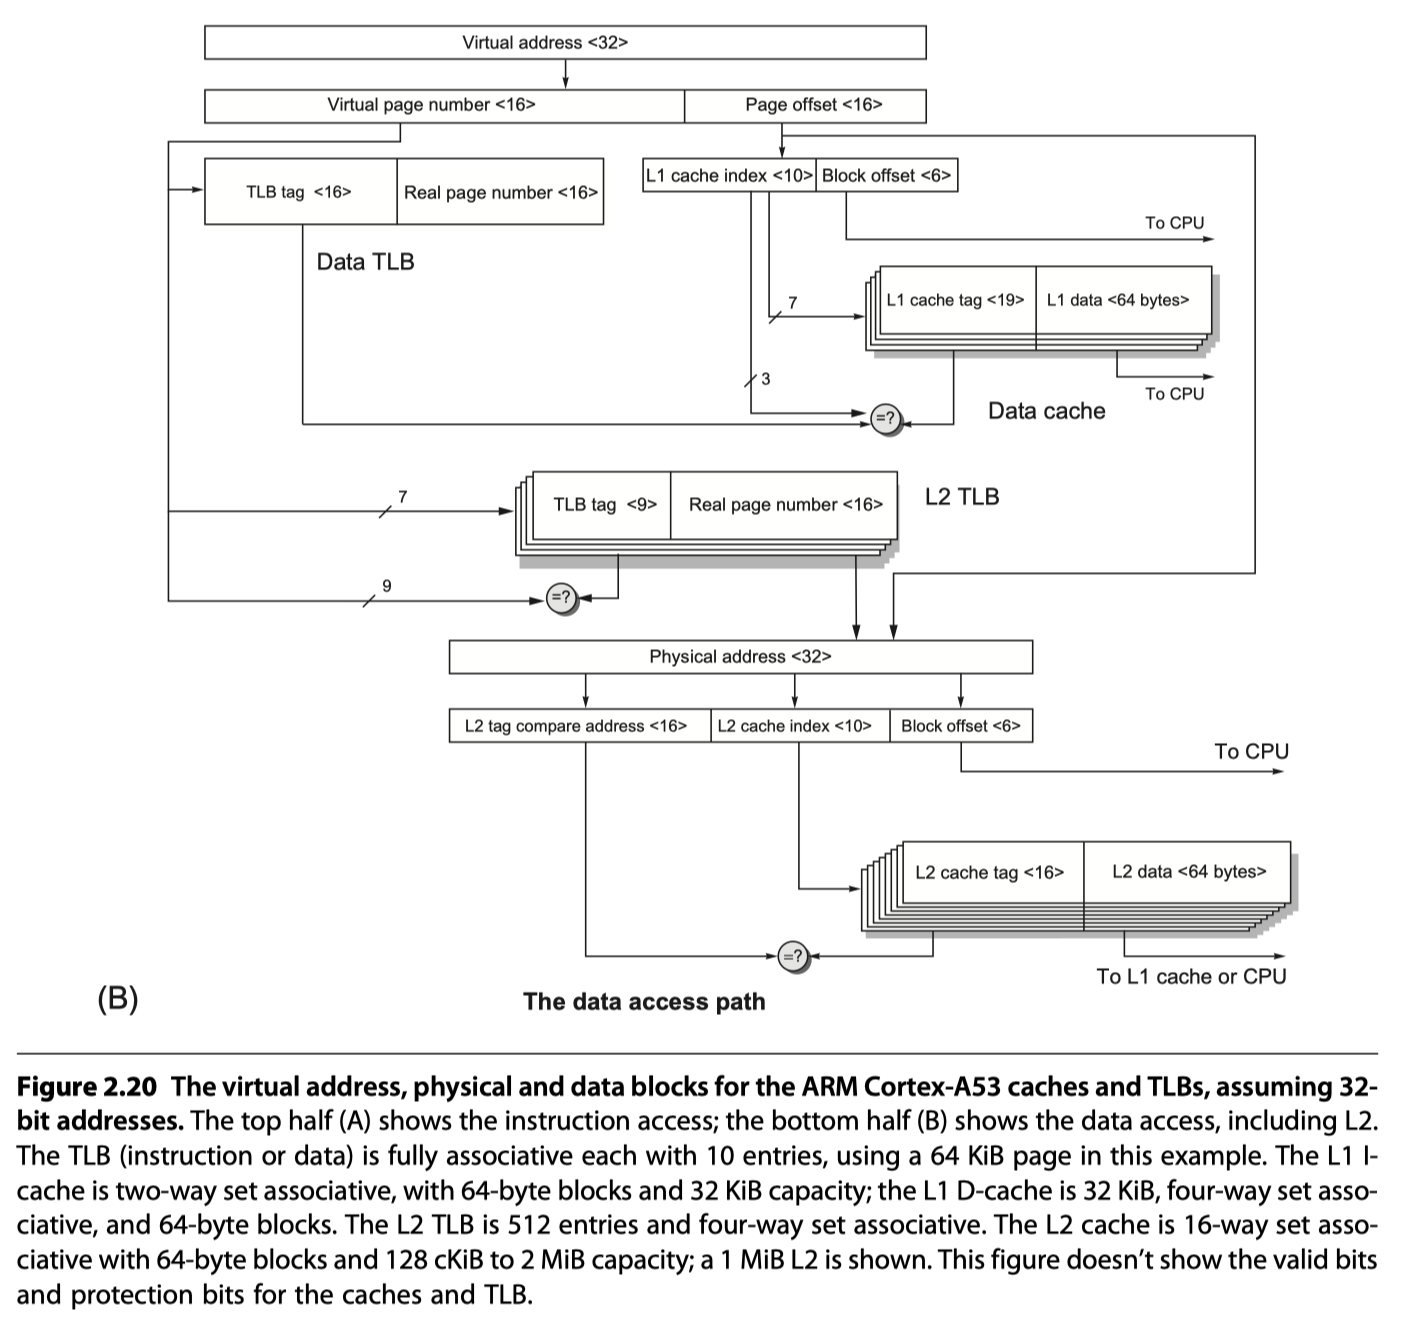 Virtual address <32>
Virtual page number <16>
Page offset <16>
TLB tag <16>
Real page number <16>
L1 cache index <10>
Block offset <6>
To CPU
Data TLB
L1 cache tag <19>
L1 data <64 bytes>
7
3
To CPU
=?
Data cache
7
TLB tag <9>
Real page number <16>
L2 TLB
9
=?
Physical address <32>
L2 tag compare address <16>
L2 cache index <10>
Block offset <6>
To CPU
L2 cache tag <16>
L2 data <64 bytes>
=?
To L1 cache or CPU
(B)
The data access path
Figure 2.20 The virtual address, physical and data blocks for the ARM Cortex-A53 caches and TLBs, assuming 32-
bit addresses. The top half (A) shows the instruction access; the bottom half (B) shows the data access, including L2.
The TLB (instruction or data) is fully associative each with 10 entries, using a 64 KiB page in this example. The L1 I-
cache is two-way set associative, with 64-byte blocks and 32 KiB capacity; the L1 D-cache is 32 KiB, four-way set asso-
ciative, and 64-byte blocks. The L2 TLB is 512 entries and four-way set associative. The L2 cache is 16-way set asso-
ciative with 64-byte blocks and 128 cKiB to 2 MiB capacity; a 1 MiB L2 is shown. This figure doesn't show the valid bits
and protection bits for the caches and TLB.